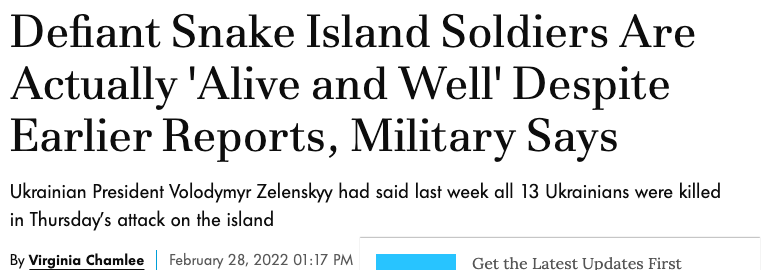 Defiant Snake Island Soldiers Are
Actually 'Alive and Well' Despite
Earlier Reports, Military Says
Ukrainian President Volodymyr Zelenskyy had said last week all 13 Ukrainians were killed
in Thursday's attack on the island
By Virginia Chamlee | February 28, 2022 01:17 PM
Get the Latest Updates First